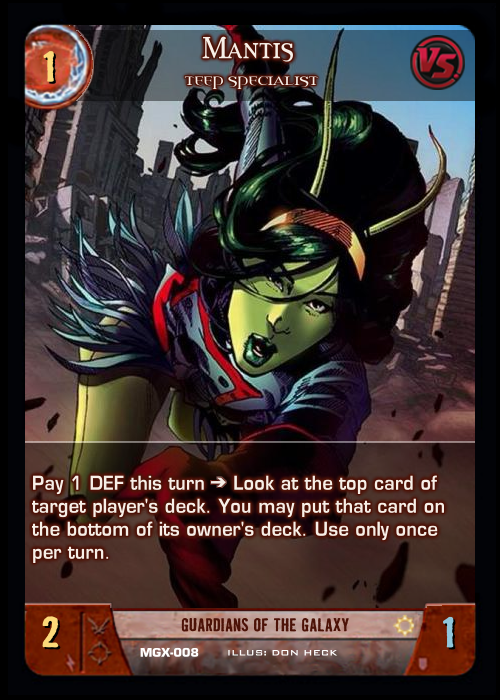 1
Mantis
TEEP SPECIALIST
VS
Pay 1 DEF this turn ➔ Look at the top card of
target player's deck. You may put that card on
the bottom of its owner's deck. Use only once
per turn.
2
GUARDIANS OF THE GALAXY
1
MGX-008 ILLUS: DON HECK